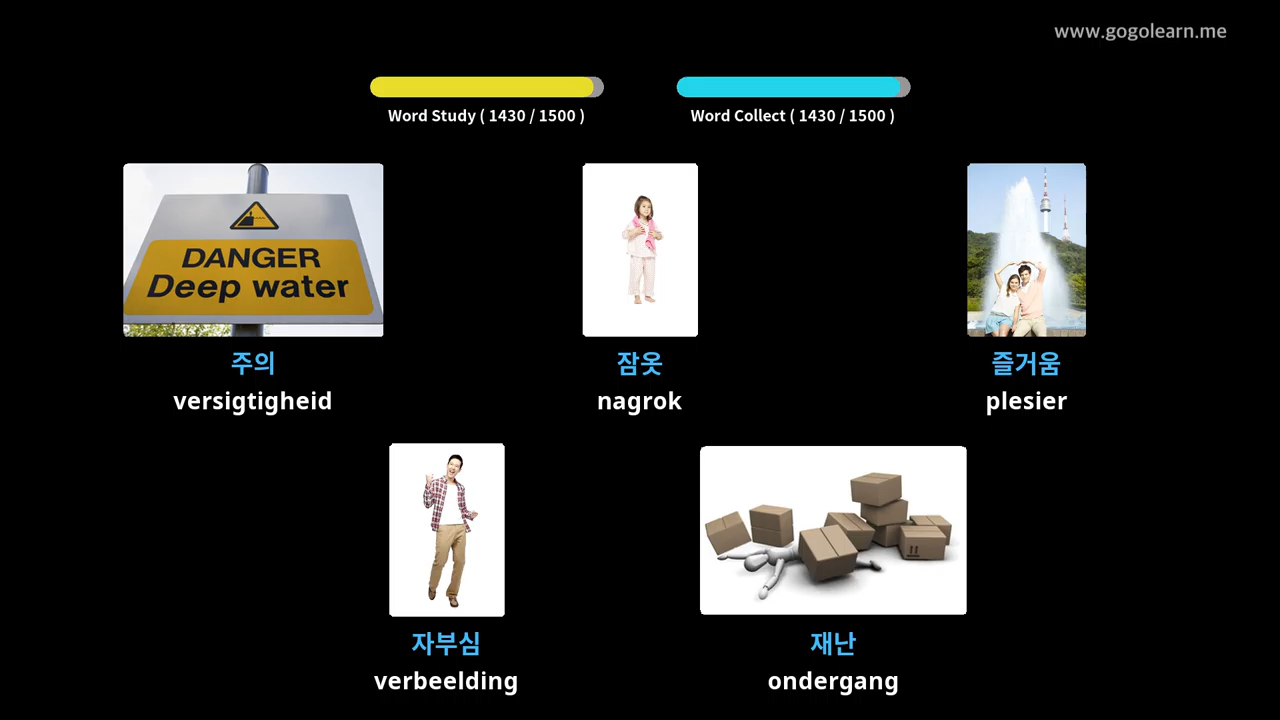 www.gogolearn.me
Word Study ( 1430 / 1500 )
Word Collect ( 1430 / 1500 )
DANGER
Deep water
주의
versigtigheid
잠옷
nagrok
즐거움
plesier
자부심
verbeelding
재난
ondergang